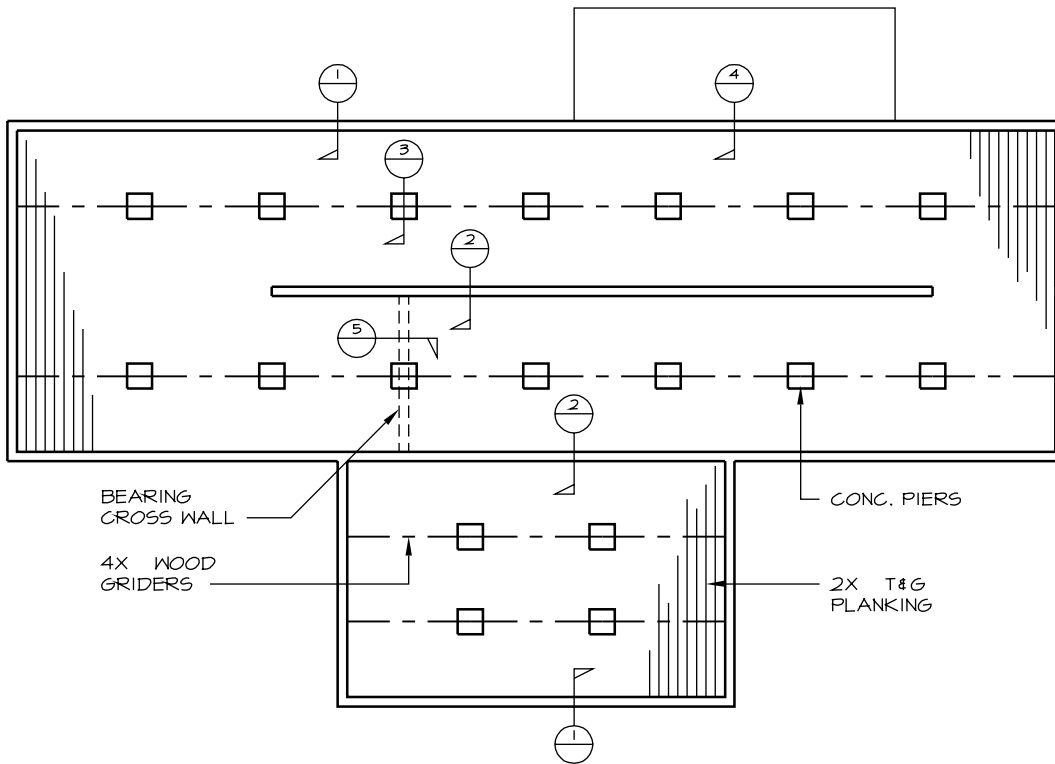 1
4
3
2
5
2
BEARING
CROSS WALL
CONC. PIERS
4X WOOD
GRIDERS
2X T&G
PLANKING
1